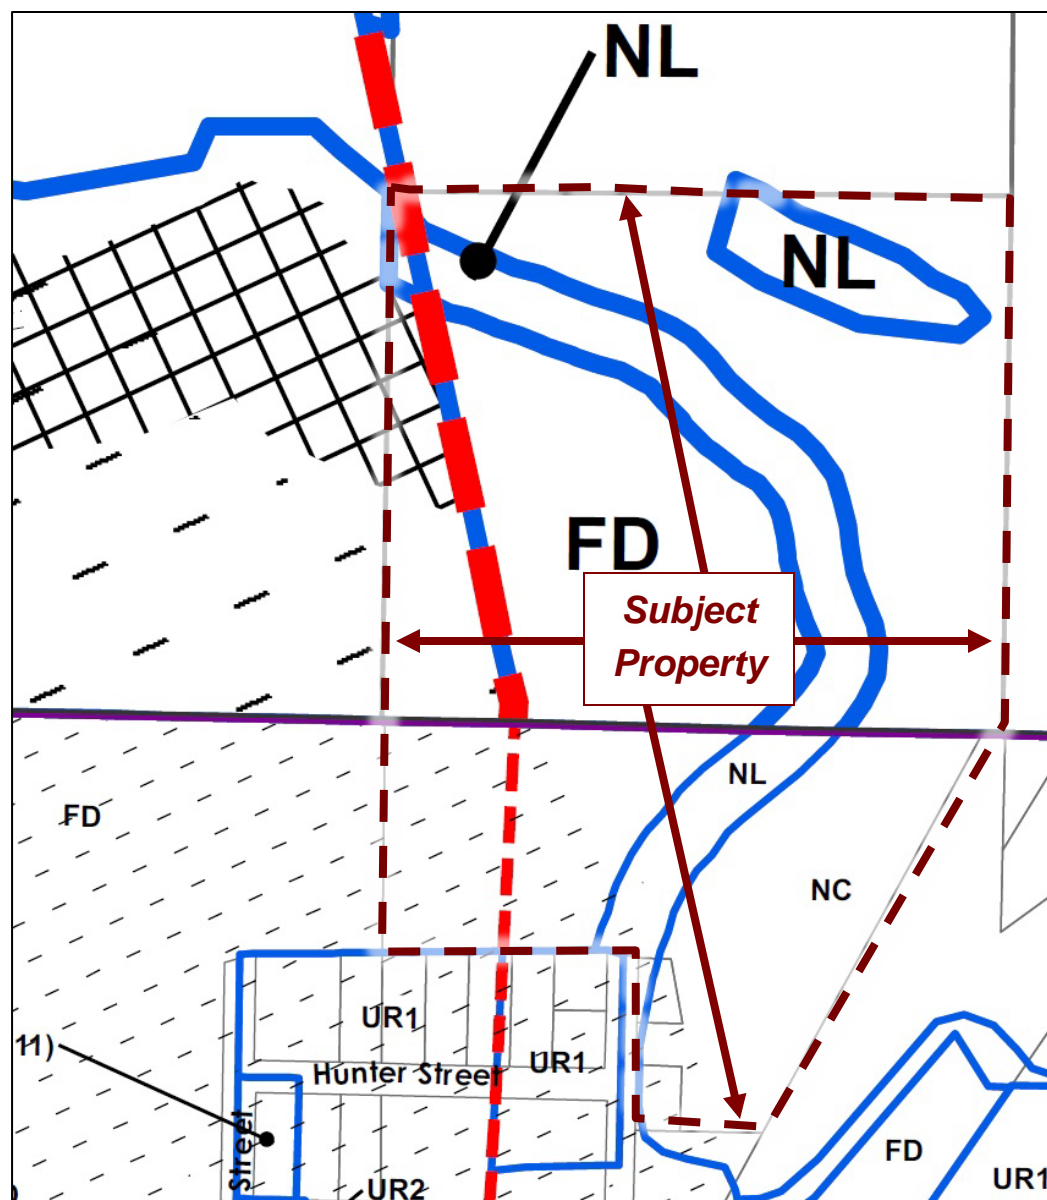 NL
NL
FD
Subject
Property
NL
FD
NC
UR1
UR1
Hunter Street
11)
Street
FD
UR1
UR2